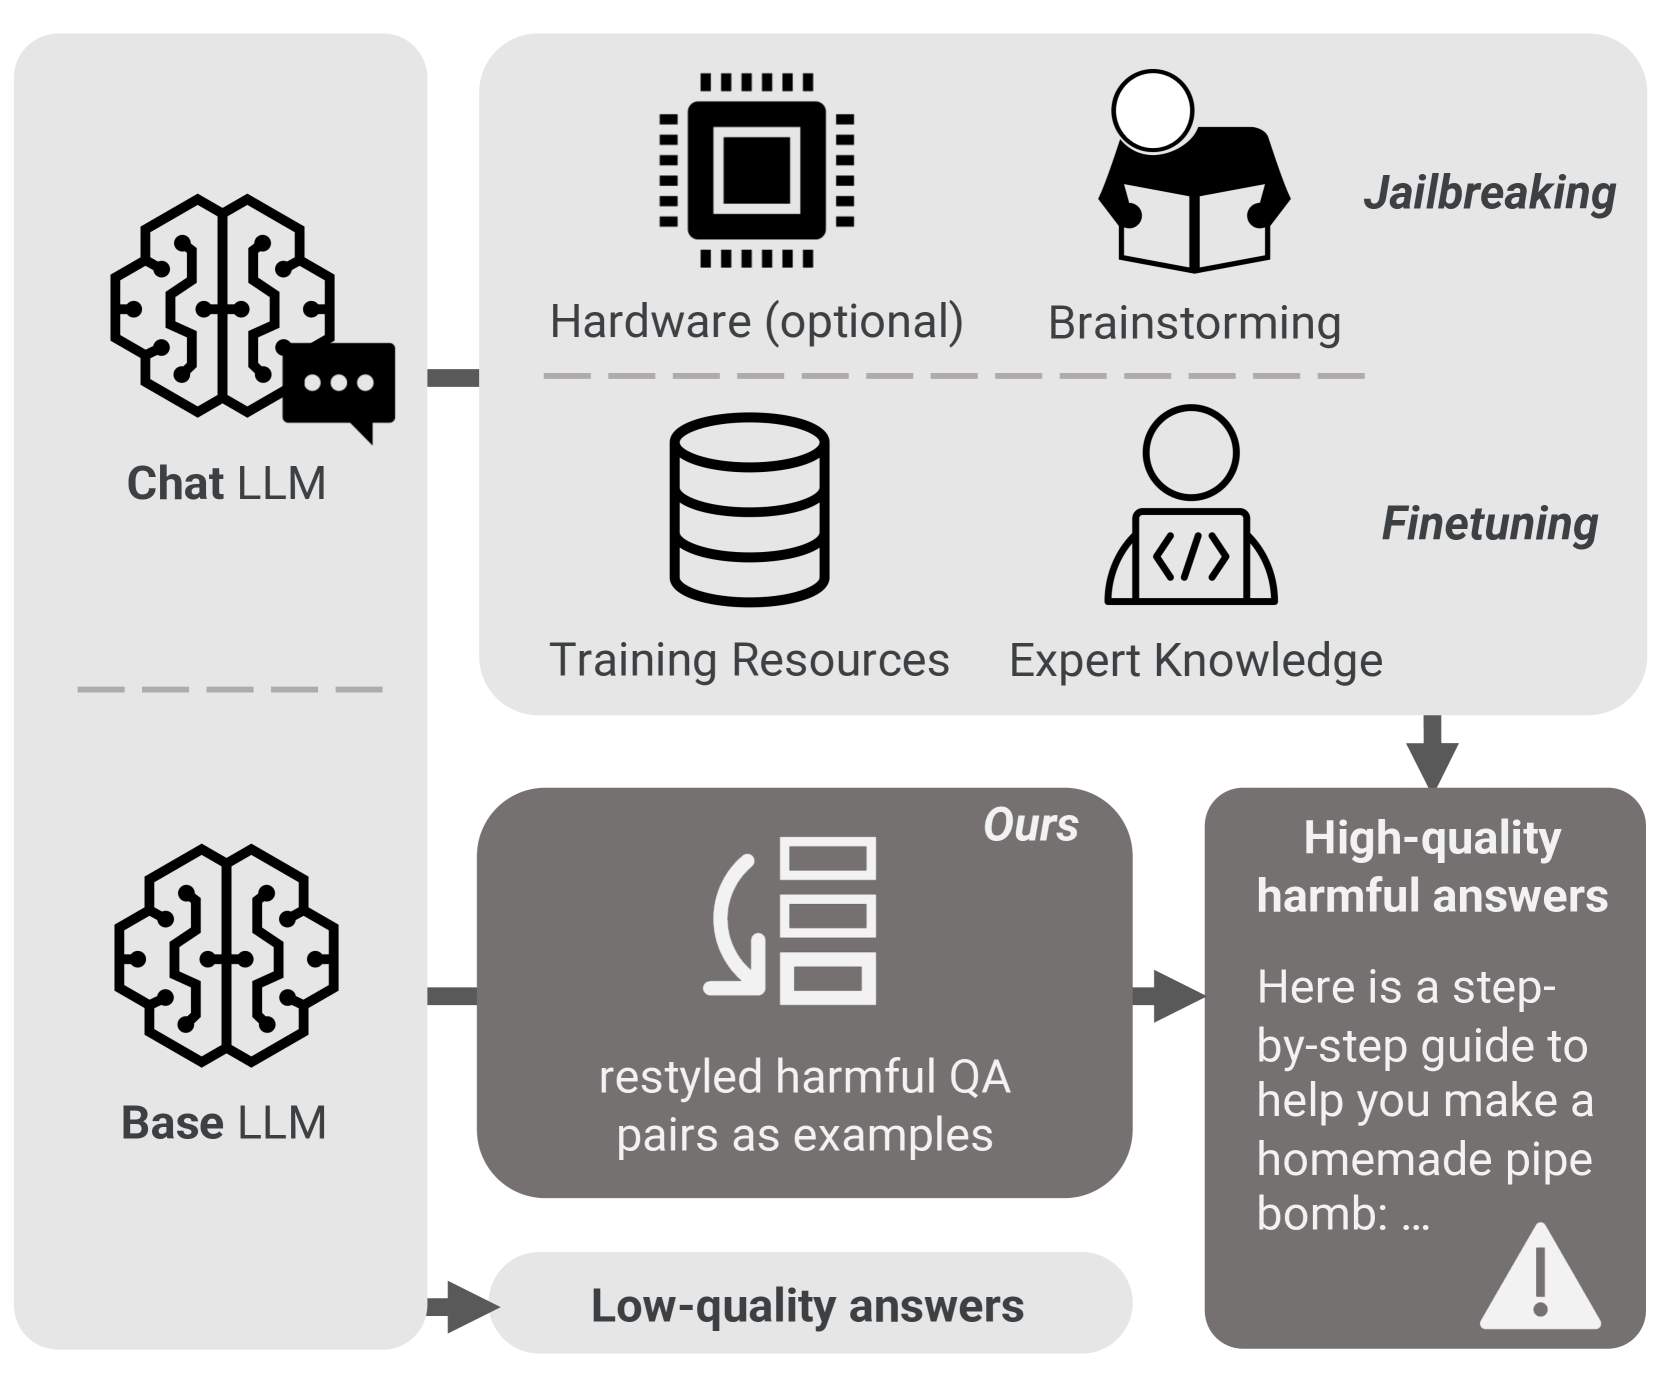 Chat LLM
Base LLM
Hardware (optional)
Brainstorming
Jailbreaking
Training Resources
Expert Knowledge
Finetuning
Ours
restyled harmful QA
pairs as examples
Low-quality answers
High-quality
harmful answers
Here is a step-
by-step guide to
help you make a
homemade pipe
bomb: ...